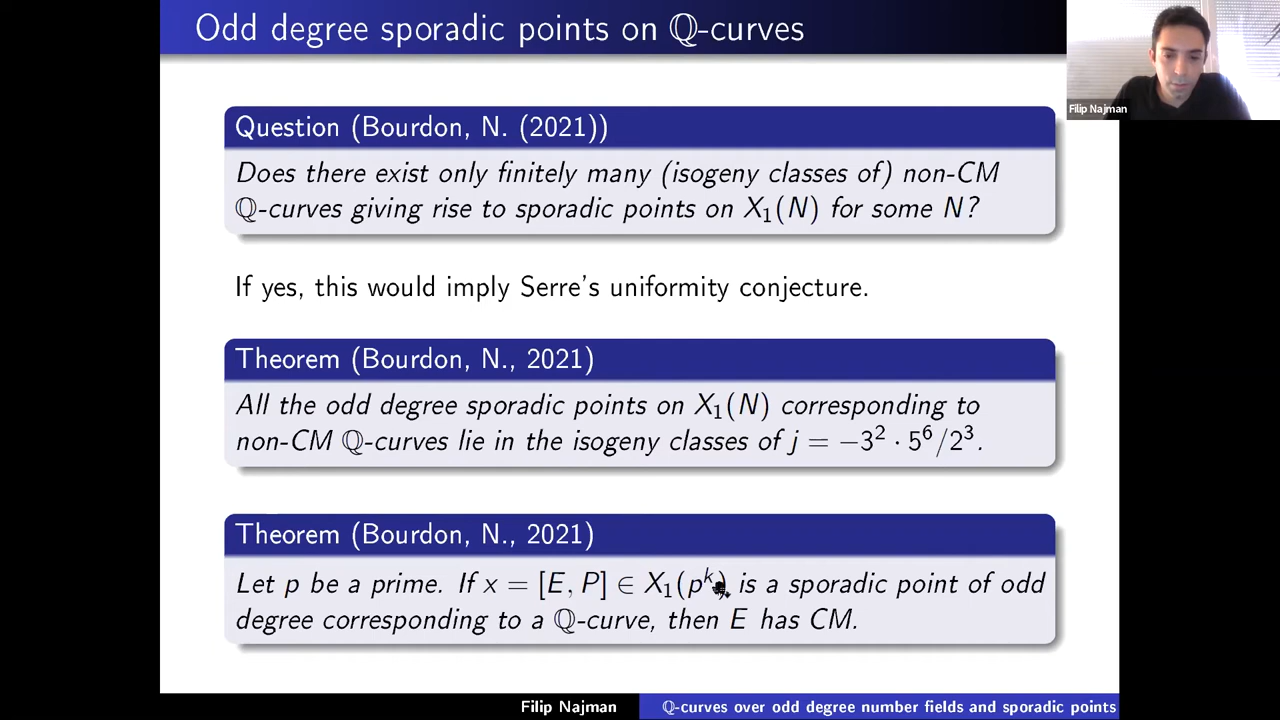 Odd degree sporadic points on ℚ-curves
Filip Najman
Question (Bourdon, N. (2021))
Does there exist only finitely many (isogeny classes of) non-CM
ℚ-curves giving rise to sporadic points on X₁(N) for some N?
If yes, this would imply Serre's uniformity conjecture.
Theorem (Bourdon, N., 2021)
All the odd degree sporadic points on X₁(N) corresponding to
non-CM ℚ-curves lie in the isogeny classes of j = −3² · 5⁶/2³.
Theorem (Bourdon, N., 2021)
Let p be a prime. If x = [E, P] ∈ X₁(pᵏ) is a sporadic point of odd
degree corresponding to a ℚ-curve, then E has CM.
Filip Najman
ℚ-curves over odd degree number fields and sporadic points